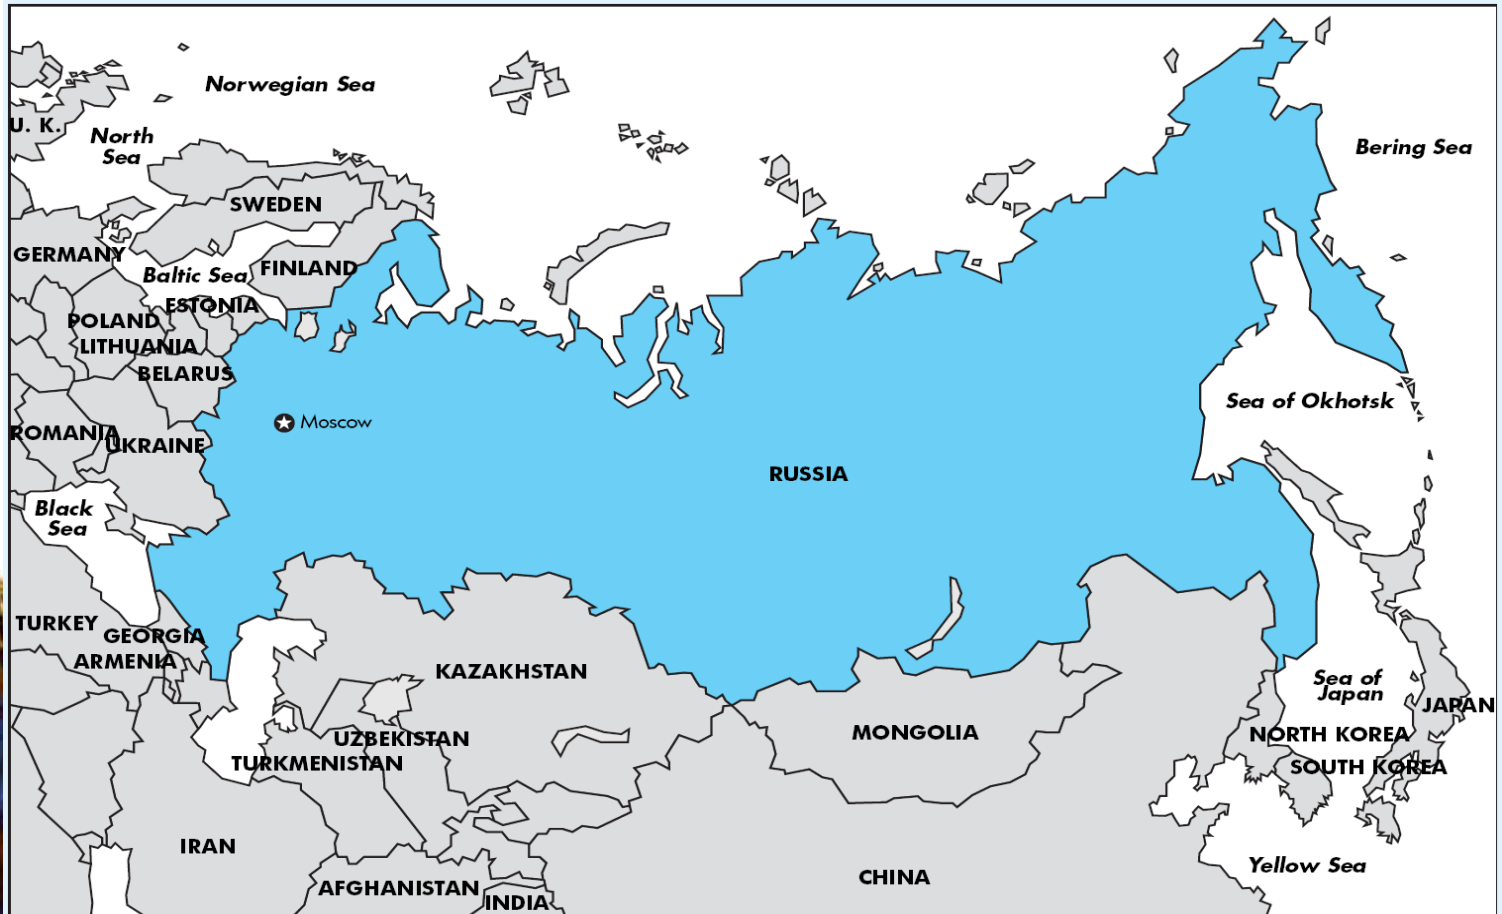 Norwegian Sea
U. K.
North
Sea
Bering Sea
SWEDEN
GERMANY
FINLAND
Baltic Sea
ESTONIA
POLAND
LITHUANIA
BELARUS
Sea of Okhotsk
Moscow
ROMANIA
UKRAINE
RUSSIA
Black
Sea
TURKEY
GEORGIA
ARMENIA
KAZAKHSTAN
Sea of
Japan
JAPAN
MONGOLIA
NORTH KOREA
UZBEKISTAN
TURKMENISTAN
SOUTH KOREA
IRAN
Yellow Sea
CHINA
AFGHANISTAN
INDIA